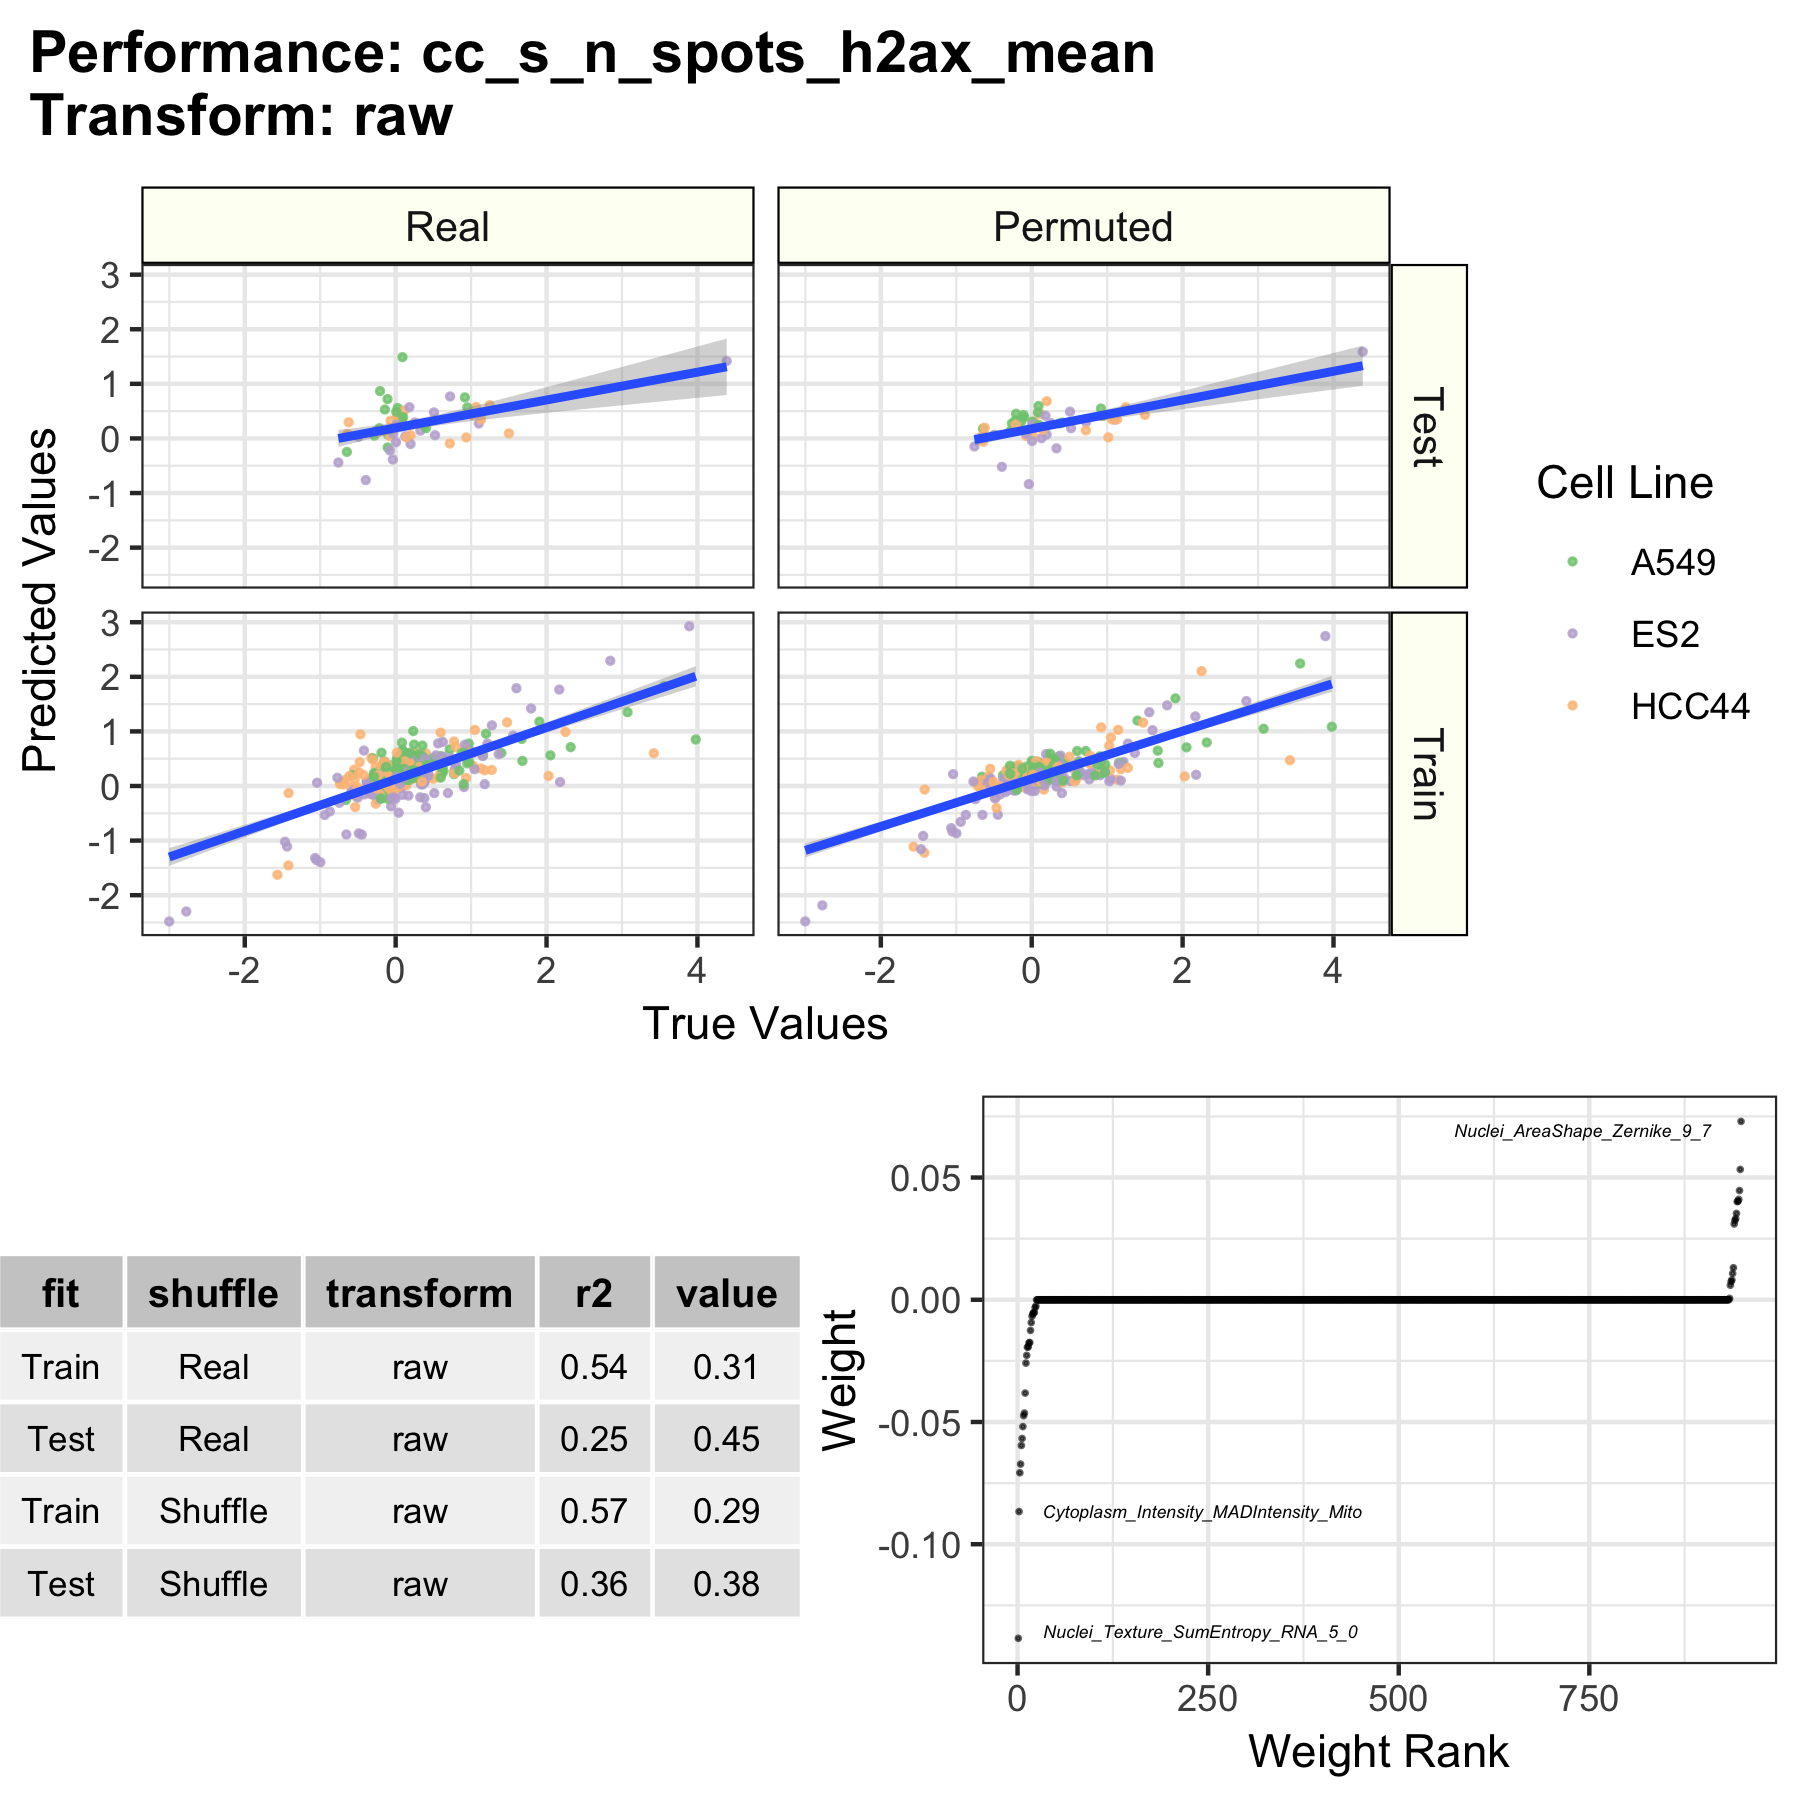 Performance: cc_s_n_spots_h2ax_mean
Transform: raw
Real
Permuted
3
2
1
0
-1
-2
Test
3
2
1
0
-1
-2
Train
Predicted Values
-2 0 2 4
-2 0 2 4
True Values
Cell Line
A549
ES2
HCC44
fit shuffle transform r2 value
Train Real raw 0.54 0.31
Test Real raw 0.25 0.45
Train Shuffle raw 0.57 0.29
Test Shuffle raw 0.36 0.38
Weight
0.05
0.00
-0.05
-0.10
Nuclei_AreaShape_Zernike_9_7
Cytoplasm_Intensity_MADIntensity_Mito
Nuclei_Texture_SumEntropy_RNA_5_0
0 250 500 750
Weight Rank